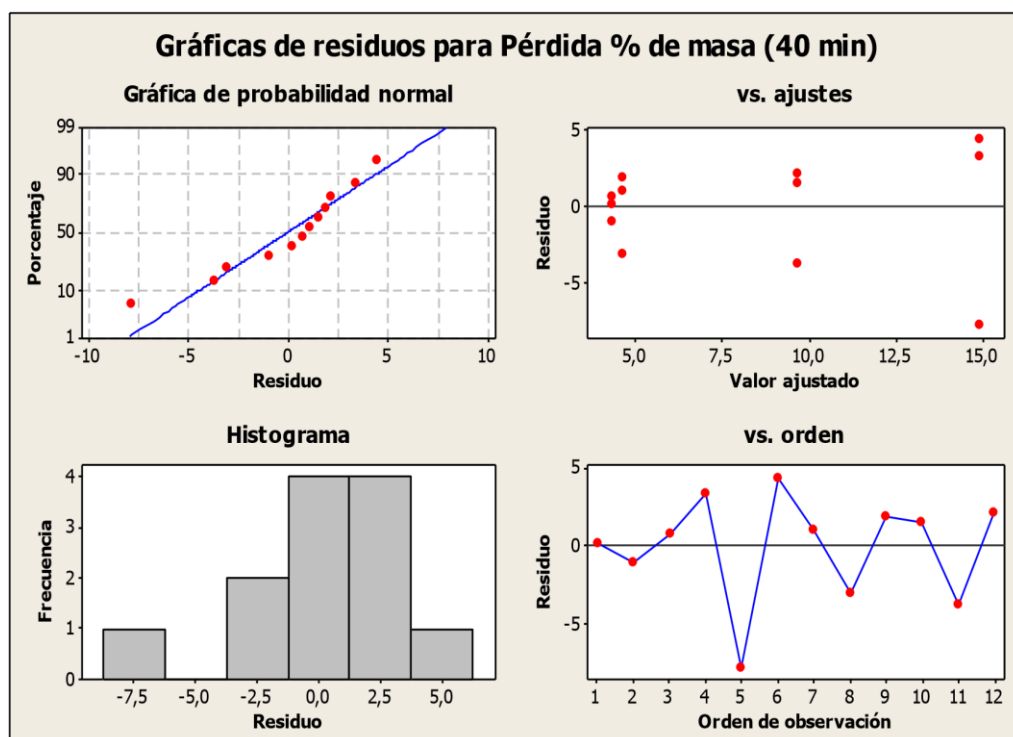 Gráficas de residuos para Pérdida % de masa (40 min)
Gráfica de probabilidad normal
99
90
50
10
1
Porcentaje
-10 -5 0 5 10
Residuo
vs. ajustes
5
0
-5
Residuo
5,0 7,5 10,0 12,5 15,0
Valor ajustado
Histograma
4
3
2
1
0
Frecuencia
-7,5 -5,0 -2,5 0,0 2,5 5,0
Residuo
vs. orden
5
0
-5
Residuo
1 2 3 4 5 6 7 8 9 10 11 12
Orden de observación